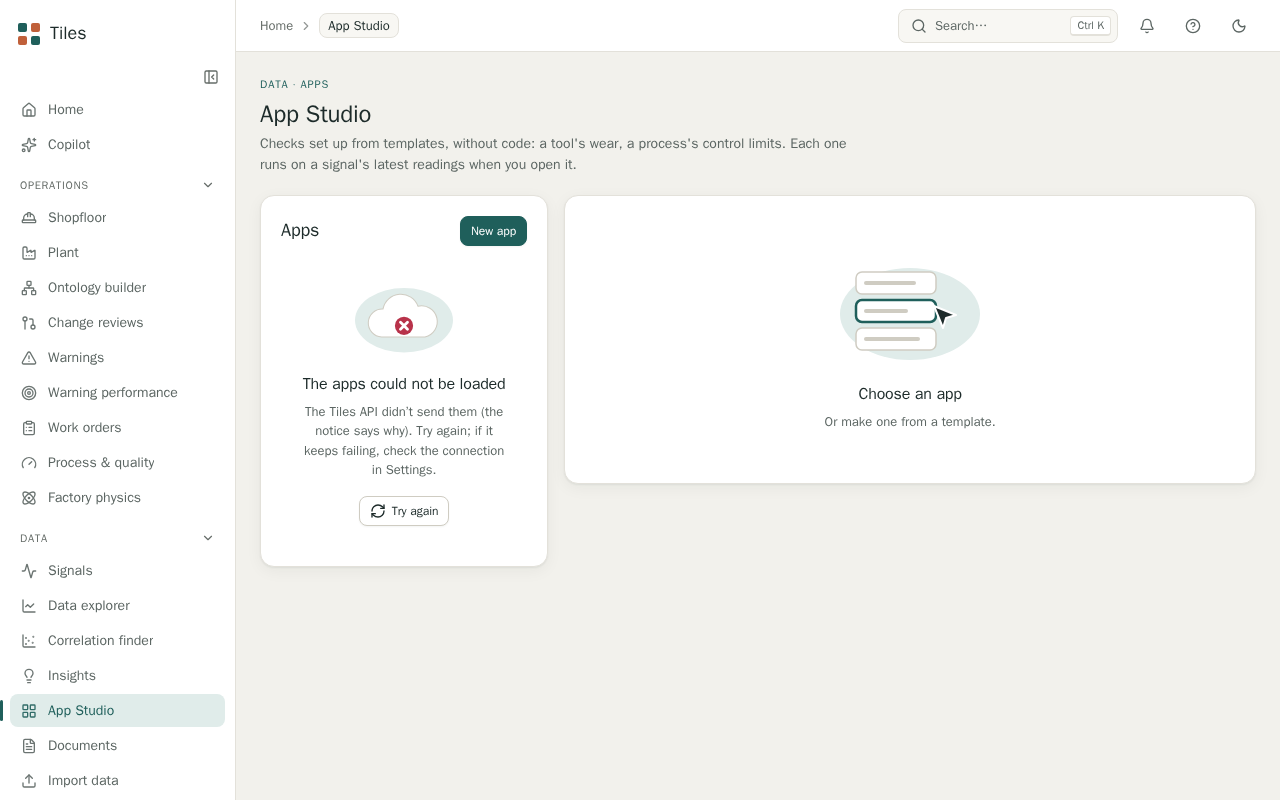 Tiles
Home
Copilot
OPERATIONS
Shopfloor
Plant
Ontology builder
Change reviews
Warnings
Warning performance
Work orders
Process & quality
Factory physics
DATA
Signals
Data explorer
Correlation finder
Insights
App Studio
Documents
Import data
Home
App Studio
Search⋯
Ctrl K
DATA · APPS
App Studio
Checks set up from templates, without code: a tool's wear, a process's control limits. Each one
runs on a signal's latest readings when you open it.
Apps
New app
The apps could not be loaded
The Tiles API didn't send them (the
notice says why). Try again; if it
keeps failing, check the connection
in Settings.
Try again
Choose an app
Or make one from a template.